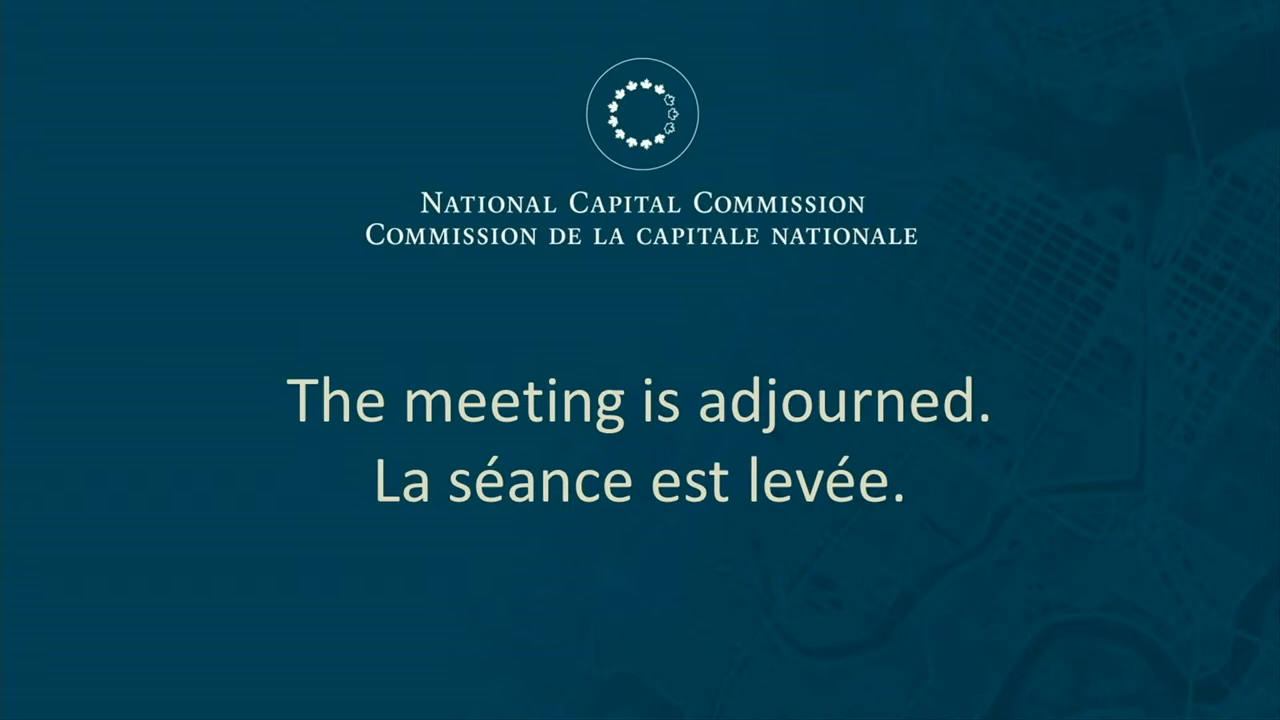 National Capital Commission
Commission de la capitale nationale
The meeting is adjourned.
La séance est levée.